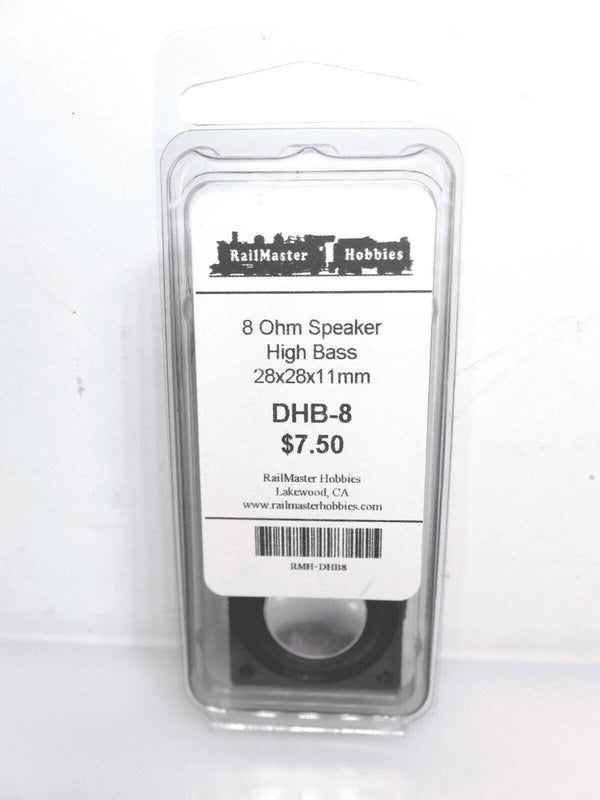 RailMaster Hobbies
8 Ohm Speaker
High Bass
28x28x11mm
DHB-8
$7.50
RailMaster Hobbies
Lakewood, CA
www.railmasterhobbies.com
RMH-DHB8